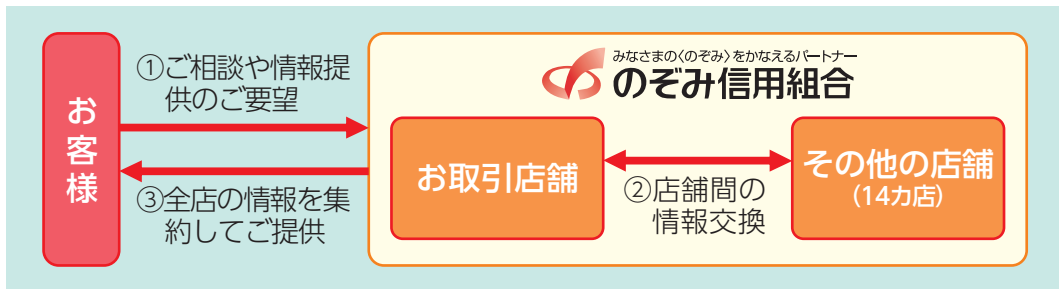 お客様
①ご相談や情報提
供のご要望
③全店の情報を集
約してご提供
みなさまの〈のぞみ〉をかなえるパートナー
のぞみ信用組合
お取引店舗
②店舗間の
情報交換
その他の店舗
(14カ店)